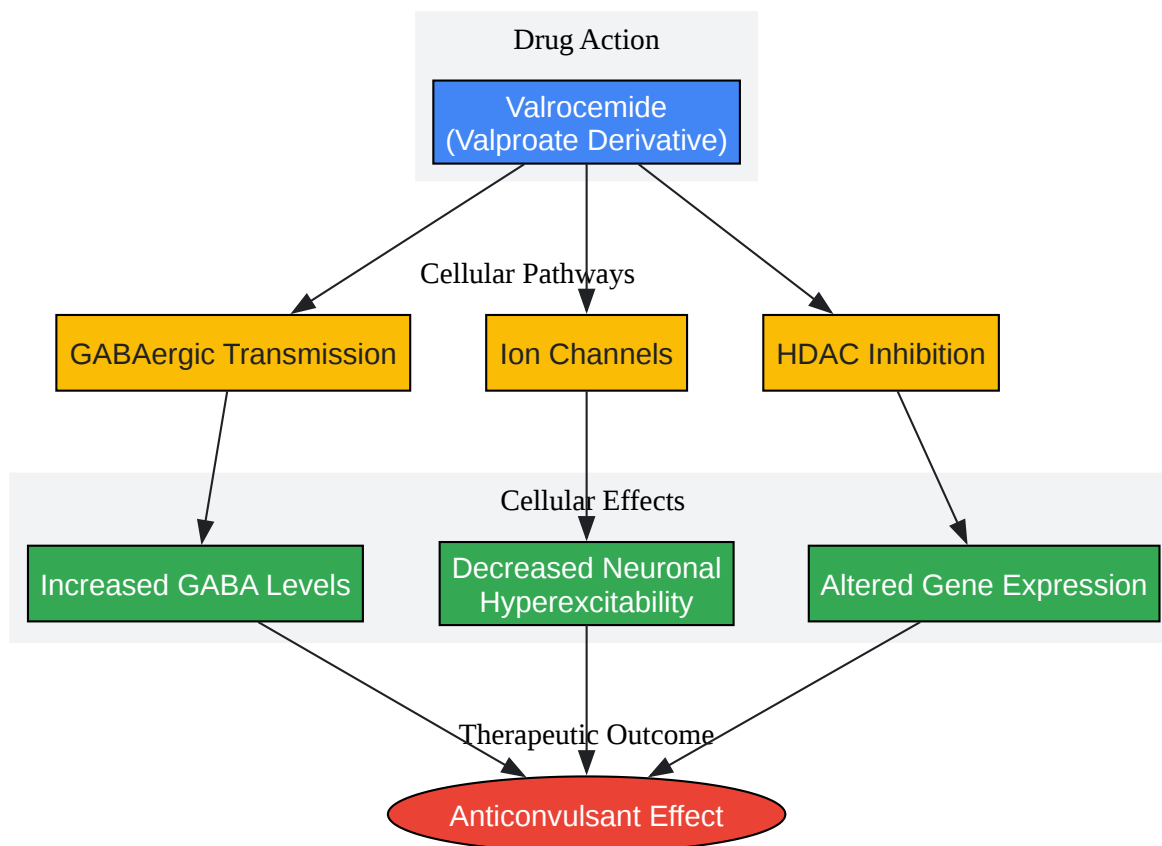 Drug Action
Valrocemide
(Valproate Derivative)
Cellular Pathways
GABAergic Transmission
Ion Channels
HDAC Inhibition
Cellular Effects
Increased GABA Levels
Decreased Neuronal
Hyperexcitability
Altered Gene Expression
Therapeutic Outcome
Anticonvulsant Effect